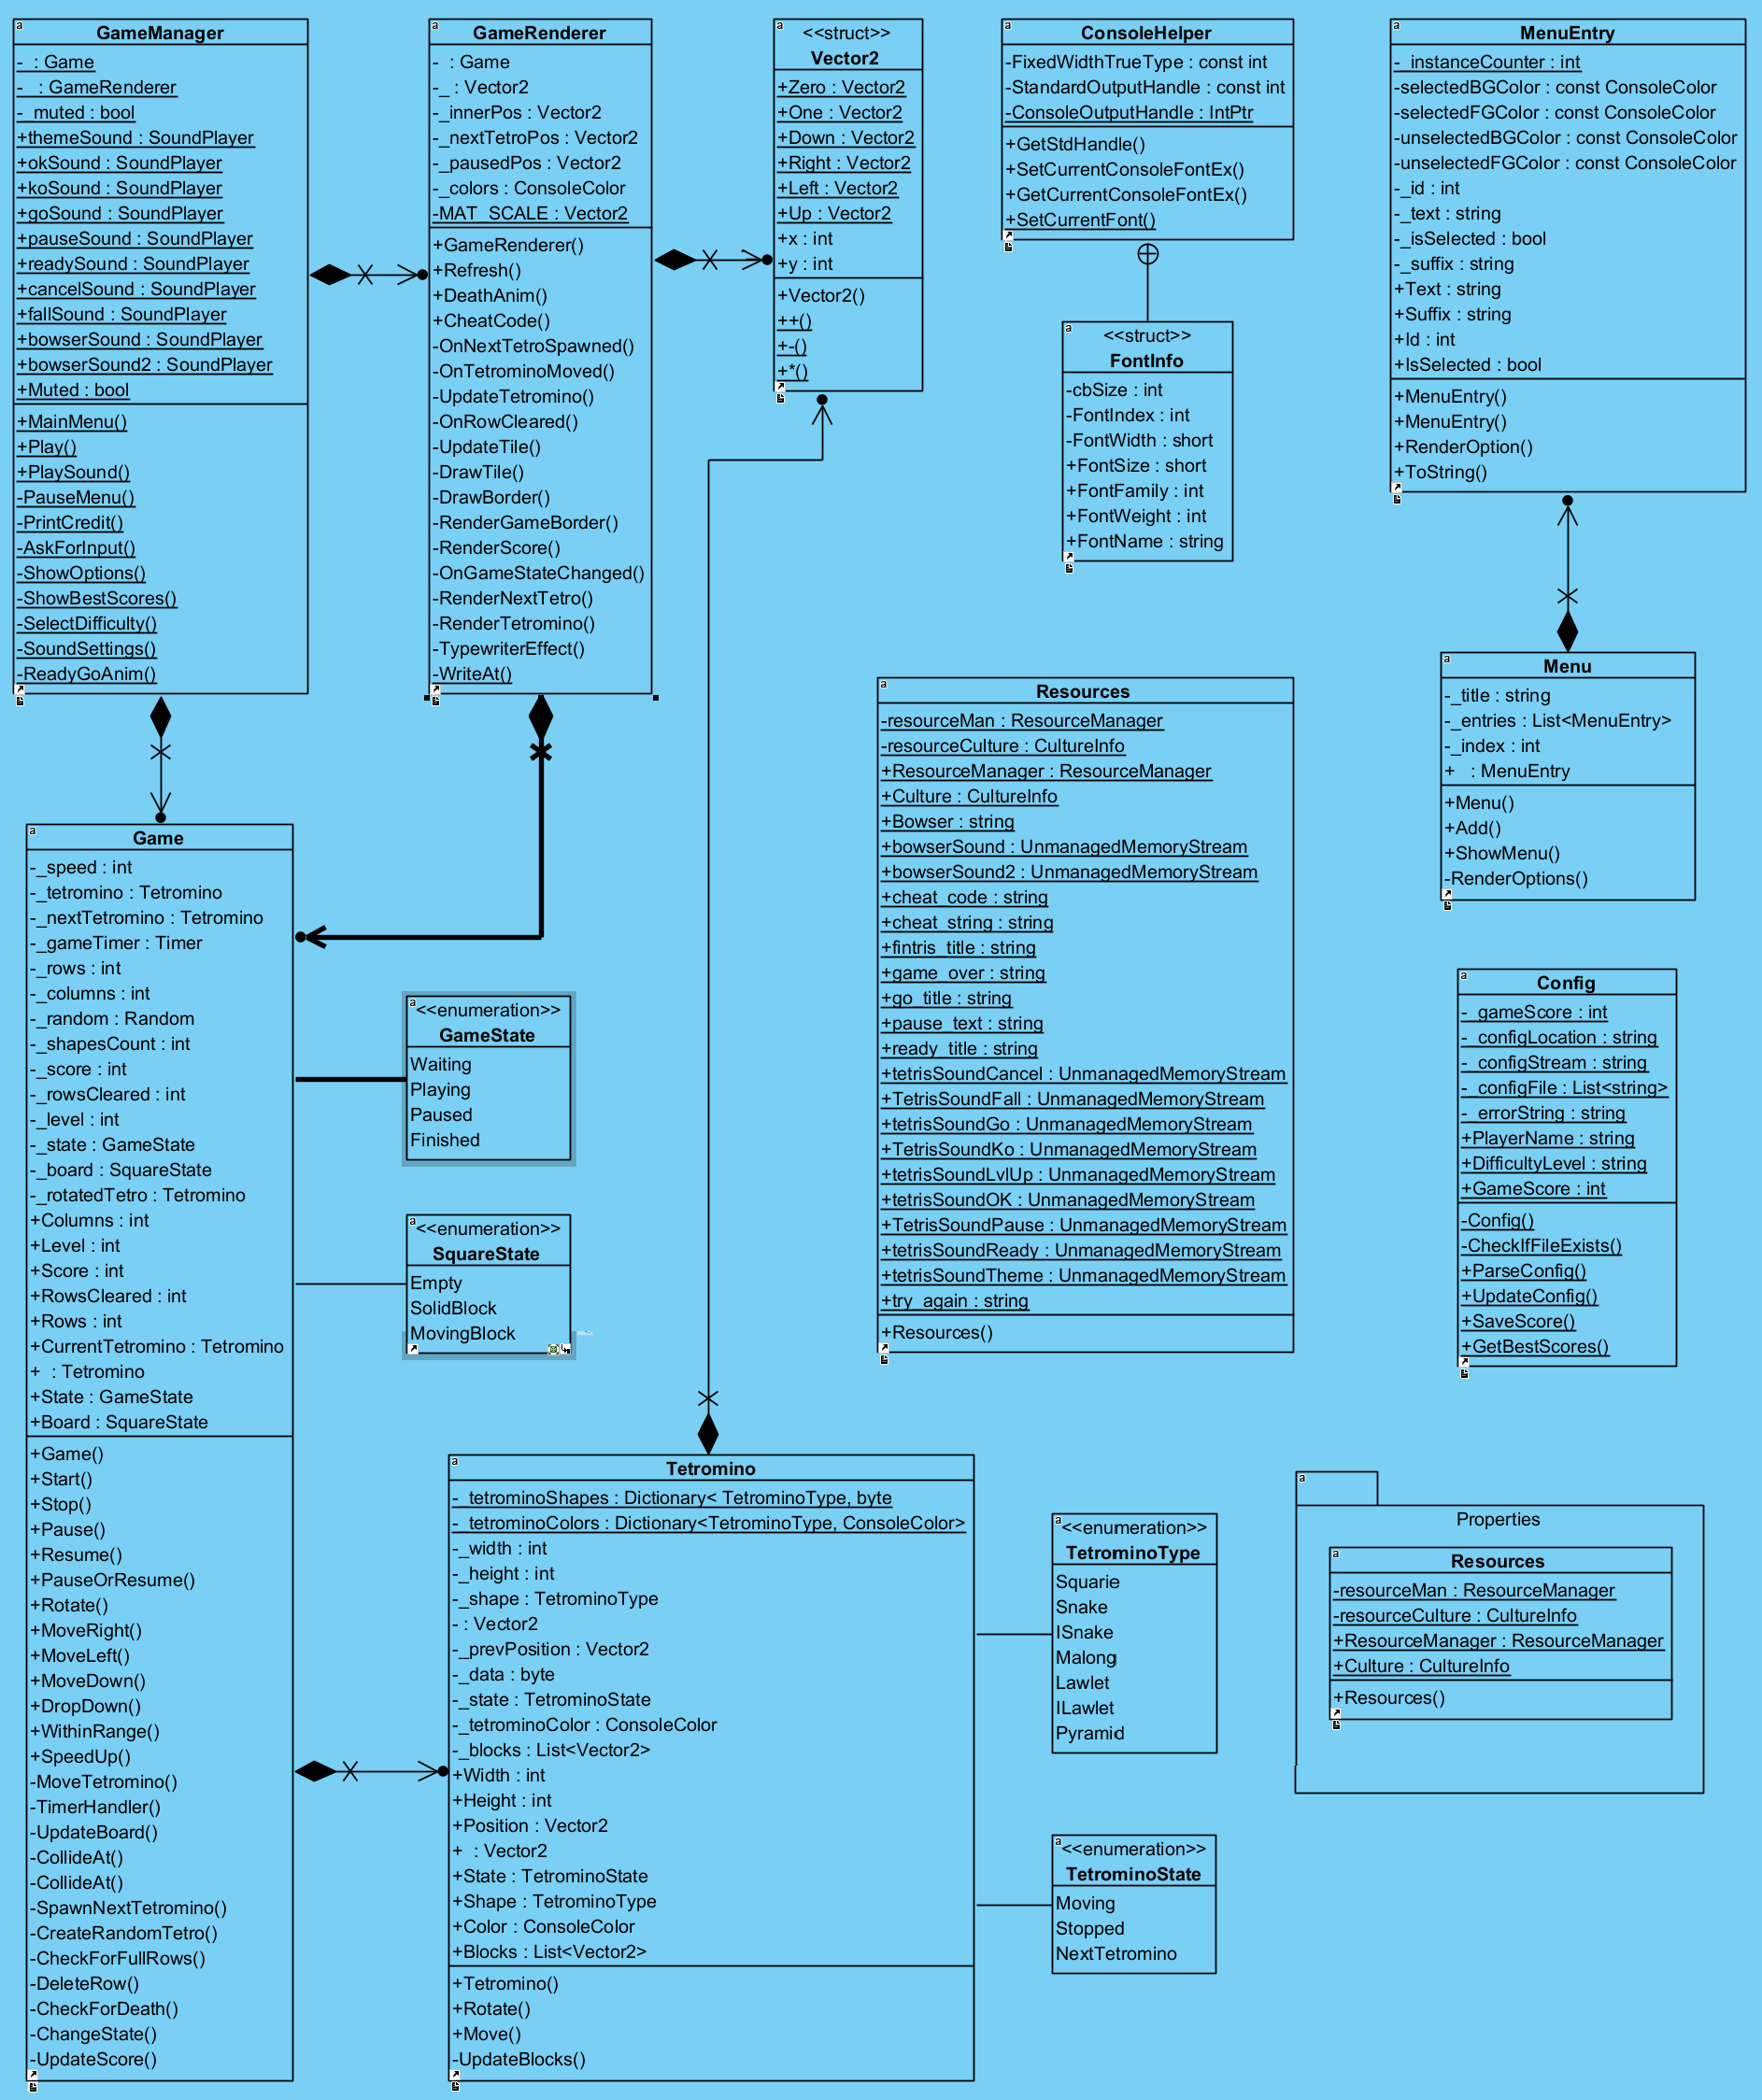 GameManager
-_ : Game
-_ : GameRenderer
-_muted : bool
+themeSound : SoundPlayer
+okSound : SoundPlayer
+koSound : SoundPlayer
+goSound : SoundPlayer
+pauseSound : SoundPlayer
+readySound : SoundPlayer
+cancelSound : SoundPlayer
+fallSound : SoundPlayer
+bowserSound : SoundPlayer
+bowserSound2 : SoundPlayer
+Muted : bool
+MainMenu()
+Play()
+PlaySound()
-PauseMenu()
-PrintCredit()
-AskForInput()
-ShowOptions()
-ShowBestScores()
-SelectDifficulty()
-SoundSettings()
-ReadyGoAnim()
GameRenderer
- : Game
-_ : Vector2
-_innerPos : Vector2
-_nextTetroPos : Vector2
-_pausedPos : Vector2
-_colors : ConsoleColor
-MAT_SCALE : Vector2
+GameRenderer()
+Refresh()
+DeathAnim()
+CheatCode()
-OnNextTetroSpawned()
-OnTetrominoMoved()
-UpdateTetromino()
-OnRowCleared()
-UpdateTile()
-DrawTile()
-DrawBorder()
-RenderGameBorder()
-RenderScore()
-OnGameStateChanged()
-RenderNextTetro()
-RenderTetromino()
-TypewriterEffect()
-WriteAt()
<<struct>>
Vector2
+Zero : Vector2
+One : Vector2
+Down : Vector2
+Right : Vector2
+Left : Vector2
+Up : Vector2
+x : int
+y : int
+Vector2()
++()
+-()
+*()
ConsoleHelper
-FixedWidthTrueType : const int
-StandardOutputHandle : const int
-ConsoleOutputHandle : IntPtr
+GetStdHandle()
+SetCurrentConsoleFontEx()
+GetCurrentConsoleFontEx()
+SetCurrentFont()
<<struct>>
FontInfo
-cbSize : int
-FontIndex : int
-FontWidth : short
+FontSize : short
+FontFamily : int
+FontWeight : int
+FontName : string
MenuEntry
-_instanceCounter : int
-selectedBGColor : const ConsoleColor
-selectedFGColor : const ConsoleColor
-unselectedBGColor : const ConsoleColor
-unselectedFGColor : const ConsoleColor
-_id : int
-_text : string
-_isSelected : bool
-_suffix : string
+Text : string
+Suffix : string
+Id : int
+IsSelected : bool
+MenuEntry()
+MenuEntry()
+RenderOption()
+ToString()
Menu
-_title : string
-_entries : List<MenuEntry>
-_index : int
+ : MenuEntry
+Menu()
+Add()
+ShowMenu()
-RenderOptions()
Resources
-resourceMan : ResourceManager
-resourceCulture : CultureInfo
+ResourceManager : ResourceManager
+Culture : CultureInfo
+Bowser : string
+bowserSound : UnmanagedMemoryStream
+bowserSound2 : UnmanagedMemoryStream
+cheat_code : string
+cheat_string : string
+fintris_title : string
+game_over : string
+go_title : string
+pause_text : string
+ready_title : string
+tetrisSoundCancel : UnmanagedMemoryStream
+TetrisSoundFall : UnmanagedMemoryStream
+tetrisSoundGo : UnmanagedMemoryStream
+TetrisSoundKo : UnmanagedMemoryStream
+tetrisSoundLvlUp : UnmanagedMemoryStream
+tetrisSoundOK : UnmanagedMemoryStream
+TetrisSoundPause : UnmanagedMemoryStream
+tetrisSoundReady : UnmanagedMemoryStream
+tetrisSoundTheme : UnmanagedMemoryStream
+try_again : string
+Resources()
Config
-_gameScore : int
-_configLocation : string
-_configStream : string
-_configFile : List<string>
-_errorString : string
+PlayerName : string
+DifficultyLevel : string
+GameScore : int
-Config()
-CheckIfFileExists()
+ParseConfig()
+UpdateConfig()
+SaveScore()
+GetBestScores()
Game
-_speed : int
-_tetromino : Tetromino
-_nextTetromino : Tetromino
-_gameTimer : Timer
-_rows : int
-_columns : int
-_random : Random
-_shapesCount : int
-_score : int
-_rowsCleared : int
-_level : int
-_state : GameState
-_board : SquareState
-_rotatedTetro : Tetromino
+Columns : int
+Level : int
+Score : int
+RowsCleared : int
+Rows : int
+CurrentTetromino : Tetromino
+ : Tetromino
+State : GameState
+Board : SquareState
+Game()
+Start()
+Stop()
+Pause()
+Resume()
+PauseOrResume()
+Rotate()
+MoveRight()
+MoveLeft()
+MoveDown()
+DropDown()
+WithinRange()
+SpeedUp()
-MoveTetromino()
-TimerHandler()
-UpdateBoard()
-CollideAt()
-CollideAt()
-SpawnNextTetromino()
-CreateRandomTetro()
-CheckForFullRows()
-DeleteRow()
-CheckForDeath()
-ChangeState()
-UpdateScore()
<<enumeration>>
GameState
Waiting
Playing
Paused
Finished
<<enumeration>>
SquareState
Empty
SolidBlock
MovingBlock
Tetromino
-_tetrominoShapes : Dictionary< TetrominoType, byte
-_tetrominoColors : Dictionary<TetrominoType, ConsoleColor>
-_width : int
-_height : int
-_shape : TetrominoType
- : Vector2
-_prevPosition : Vector2
-_data : byte
-_state : TetrominoState
-_tetrominoColor : ConsoleColor
-_blocks : List<Vector2>
+Width : int
+Height : int
+Position : Vector2
+ : Vector2
+State : TetrominoState
+Shape : TetrominoType
+Color : ConsoleColor
+Blocks : List<Vector2>
+Tetromino()
+Rotate()
+Move()
-UpdateBlocks()
<<enumeration>>
TetrominoType
Squarie
Snake
ISnake
Malong
Lawlet
ILawlet
Pyramid
<<enumeration>>
TetrominoState
Moving
Stopped
NextTetromino
Properties
Resources
-resourceMan : ResourceManager
-resourceCulture : CultureInfo
+ResourceManager : ResourceManager
+Culture : CultureInfo
+Resources()